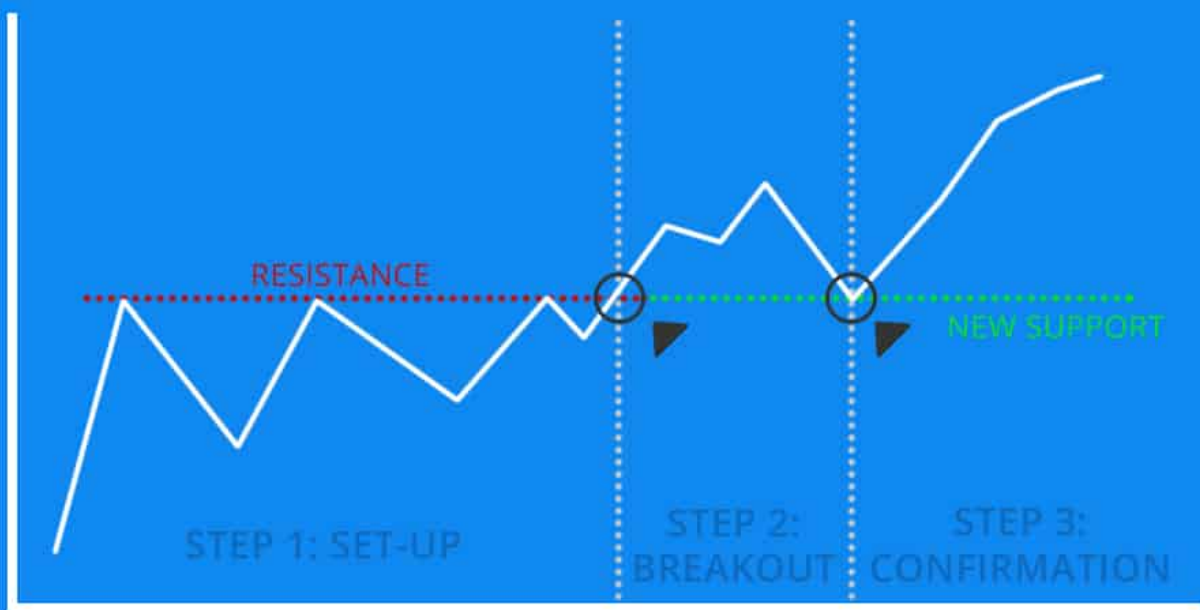 RESISTANCE
NEW SUPPORT
STEP 1: SET-UP
STEP 2:
BREAKOUT
STEP 3:
CONFIRMATION